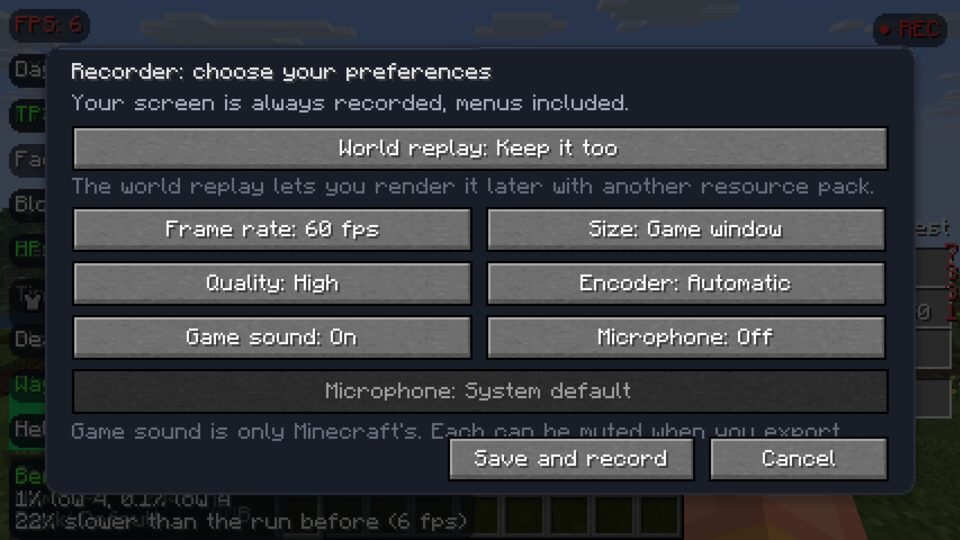 FPS: 6
REC
Recorder: choose your preferences
Your screen is always recorded, menus included.
World replay: Keep it too
The world replay lets you render it later with another resource pack.
Frame rate: 60 fps
Size: Game window
Quality: High
Encoder: Automatic
Game sound: On
Microphone: Off
Microphone: System default
Game sound is only Minecraft's. Each can be muted when you export
Save and record
Cancel
1% low 4, 0.1% low 4
22% slower than the run before (6 fps)